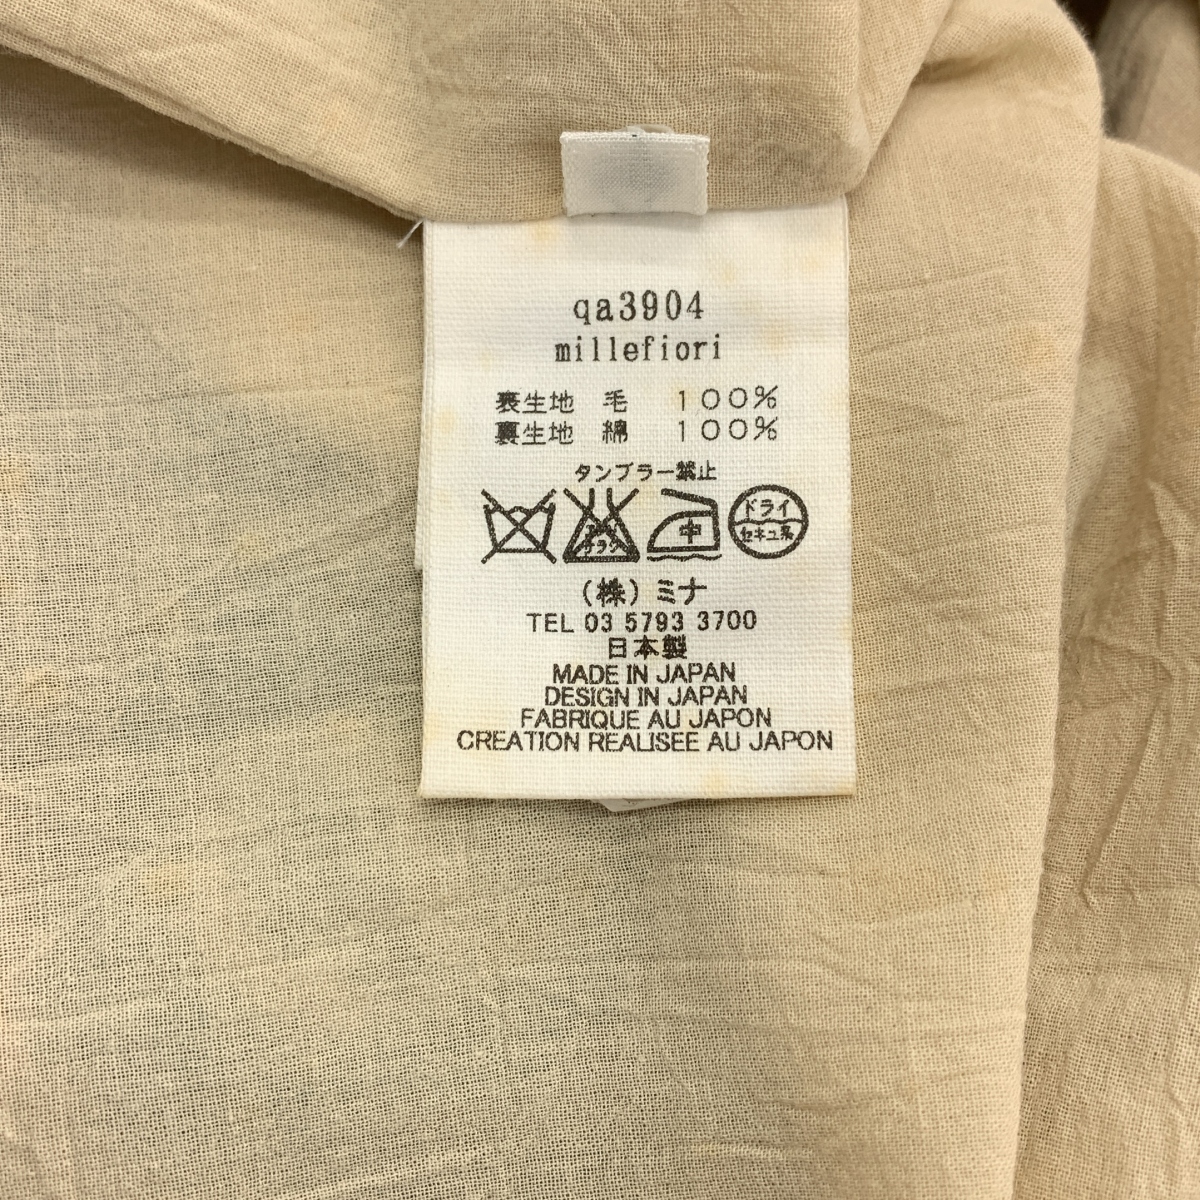 qa3904
millefiori
表生地 毛 100%
裏生地 綿 100%
タンブラー禁止
中
ドライ
セキユ系
(株)ミナ
TEL 03 5793 3700
日本製
MADE IN JAPAN
DESIGN IN JAPAN
FABRIQUE AU JAPON
CREATION REALISEE AU JAPON